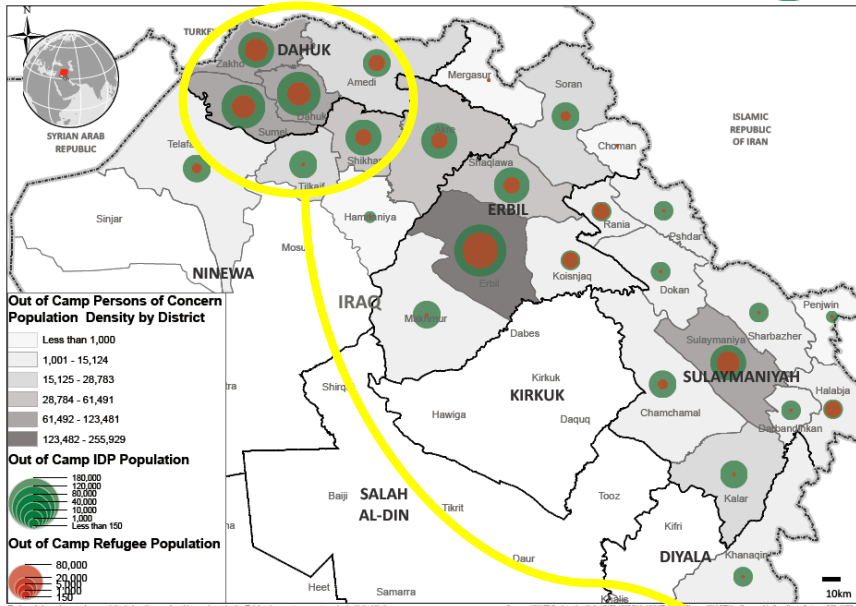 N
TURKEY
DAHUK
Zakho
Amedi
Mergasur
Soran
ISLAMIC
REPUBLIC
OF IRAN
SYRIAN ARAB
REPUBLIC
Sumel
Dahuk
Telafar
Shikhan
Akre
Choman
Shaqlawa
Tilkaif
Sinjar
Hamdaniya
ERBIL
Rania
Pshdar
Mosul
NINEWA
Erbil
Koisnjaq
Dokan
IRAQ
Makhmur
Penjwin
Sharbazher
Dabes
Sulaymaniya
SULAYMANIYAH
Shirqat
Kirkuk
KIRKUK
Halabja
Hawiga
Daquq
Chamchamal
Darbandihkan
Baiji
SALAH
AL-DIN
Tikrit
Tooz
Kalar
Kifri
DIYALA
Khanaqin
Daur
Heet
Samarra
Khalis
10km
Out of Camp Persons of Concern
Population Density by District
Less than 1,000
1,001 - 15,124
15,125 - 28,783
28,784 - 61,491
61,492 - 123,481
123,482 - 255,929
Out of Camp IDP Population
180,000
120,000
80,000
40,000
10,000
1,000
Less than 150
Out of Camp Refugee Population
80,000
20,000
5,000
1,000
150